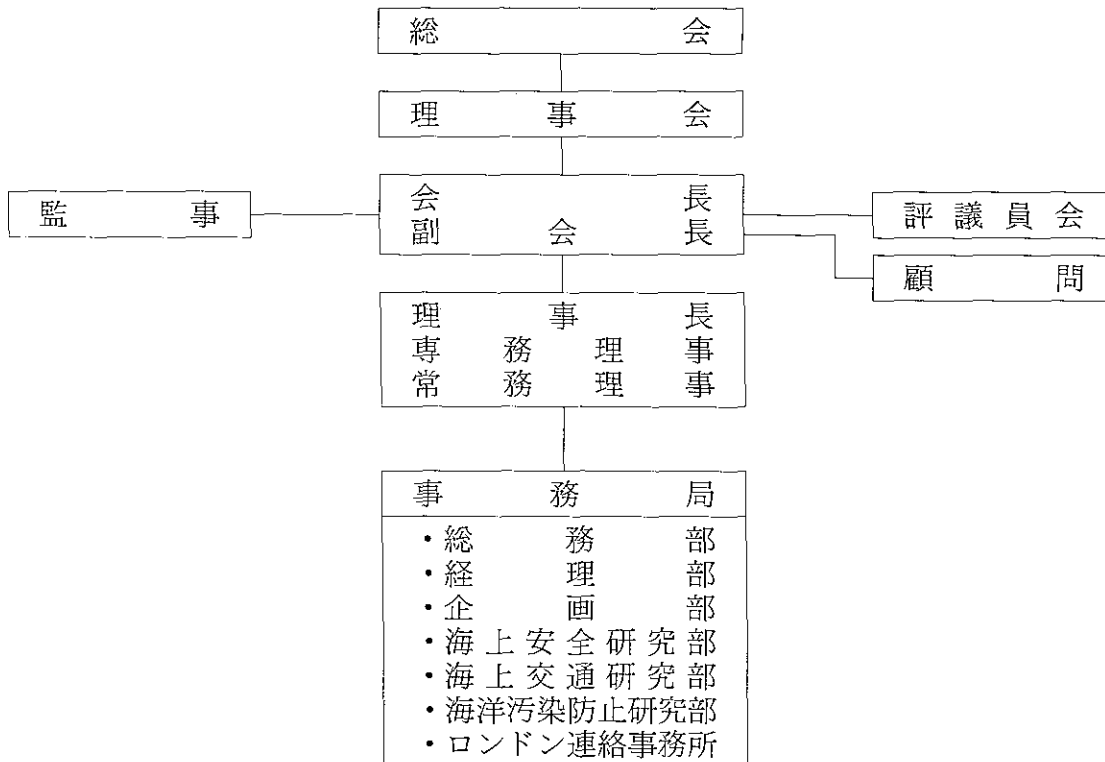 総会
理事会
監事
会長
副会長
評議員会
顧問
理事長
専務理事
常務理事
事務局
・総務部
・経理部
・企画部
・海上安全研究部
・海上交通研究部
・海洋汚染防止研究部
・ロンドン連絡事務所